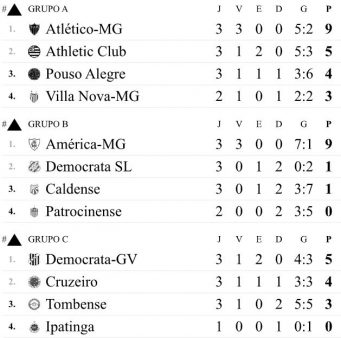 # GRUPO A J V E D G P
1. Atlético-MG 3 3 0 0 5:2 9
2. Athletic Club 3 1 2 0 5:3 5
3. Pouso Alegre 3 1 1 1 3:6 4
4. Villa Nova-MG 2 1 0 1 2:2 3
# GRUPO B J V E D G P
1. América-MG 3 3 0 0 7:1 9
2. Democrata SL 3 0 1 2 0:2 1
3. Caldense 3 0 1 2 3:7 1
4. Patrocinense 2 0 0 2 3:5 0
# GRUPO C J V E D G P
1. Democrata-GV 3 1 2 0 4:3 5
2. Cruzeiro 3 1 1 1 3:3 4
3. Tombense 3 1 0 2 5:5 3
4. Ipatinga 1 0 0 1 0:1 0